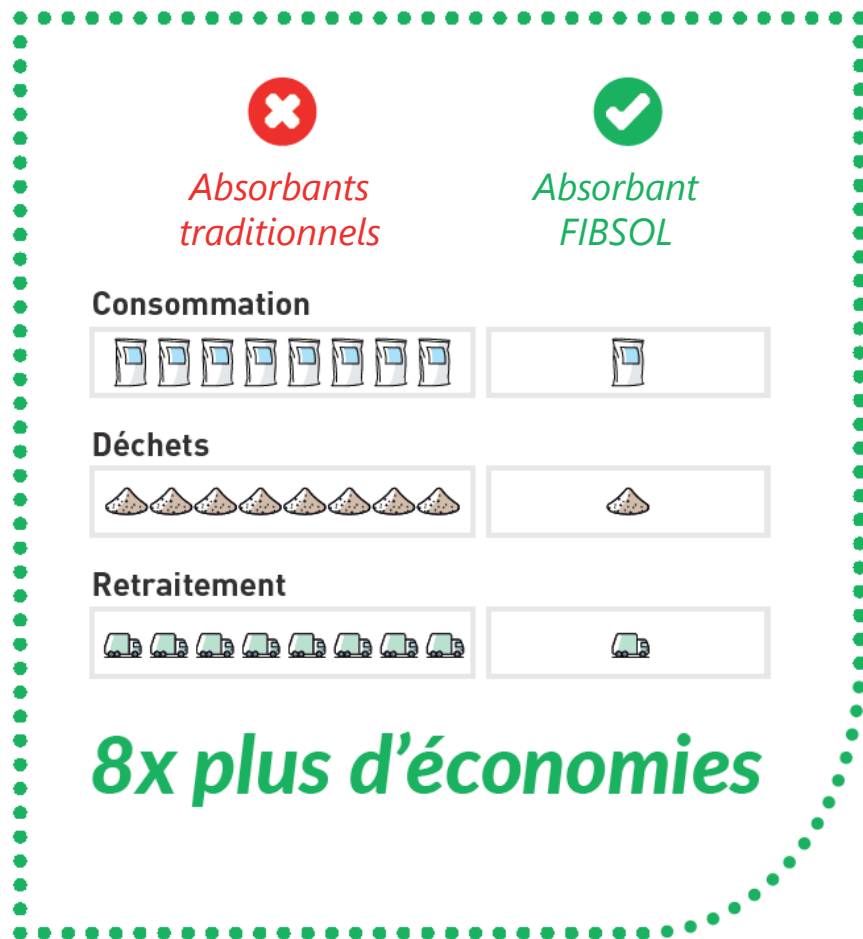 Absorbants
traditionnels
Absorbant
FIBSOL
Consommation
Déchets
Retraitement
8x plus d’économies